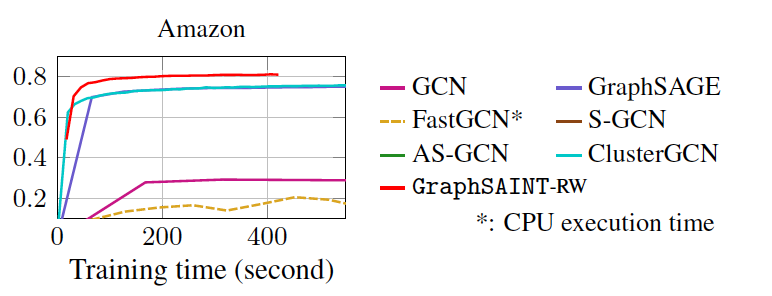 Amazon
0.8
0.6
0.4
0.2
0 200 400
Training time (second)
GCN GraphSAGE
FastGCN* S-GCN
AS-GCN ClusterGCN
GraphSAINT-RW
*: CPU execution time